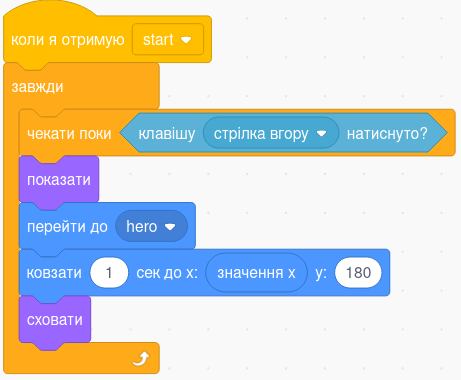 коли я отримую start
завжди
чекати поки клавішу стрілка вгору натиснуто?
показати
перейти до hero
ковзати 1 сек до x: значення x y: 180
сховати